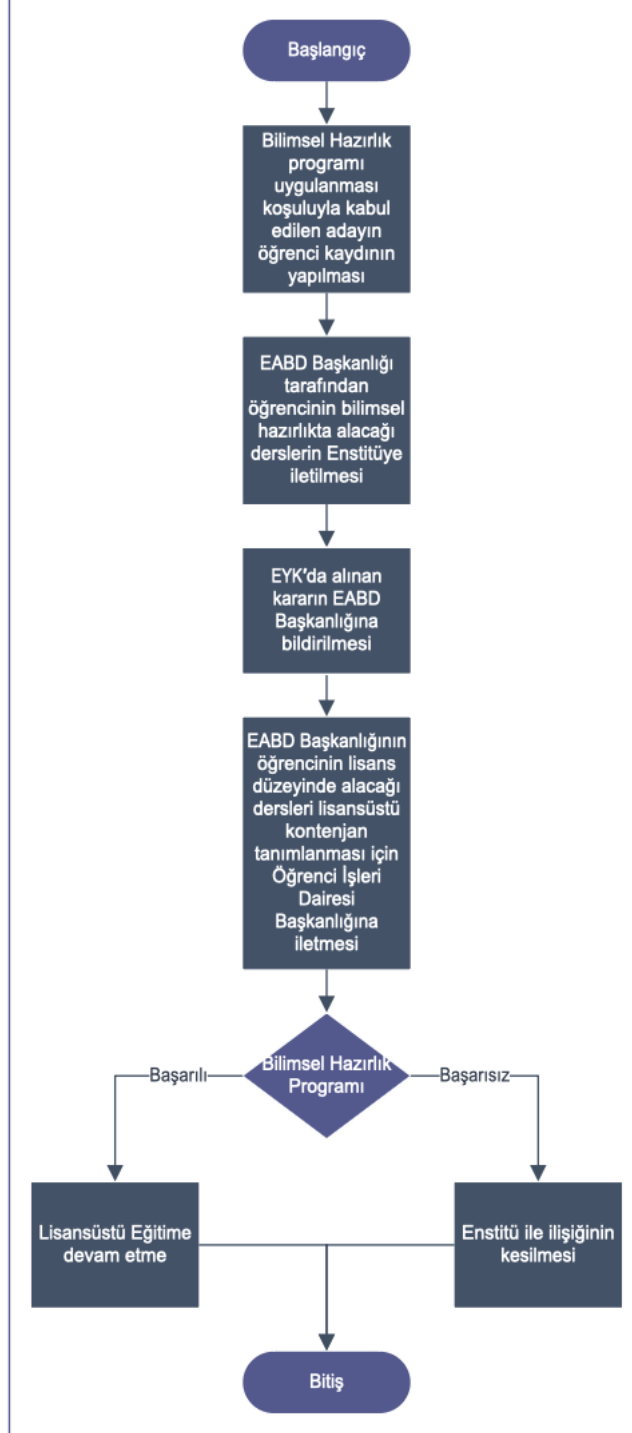 Başlangıç
Bilimsel Hazırlık
programı
uygulanması
koşuluyla kabul
edilen adayın
öğrenci kaydının
yapılması
EABD Başkanlığı
tarafından
öğrencinin bilimsel
hazırlıkta alacağı
derslerin Enstitüye
iletilmesi
EYK'da alınan
kararın EABD
Başkanlığına
bildirilmesi
EABD Başkanlığının
öğrencinin lisans
düzeyinde alacağı
dersleri lisansüstü
kontenjan
tanımlanması için
Öğrenci İşleri
Dairesi
Başkanlığına
iletmesi
Bilimsel Hazırlık
Programı
Başarılı
Başarısız
Lisansüstü Eğitime
devam etme
Enstitü ile ilişiğinin
kesilmesi
Bitiş